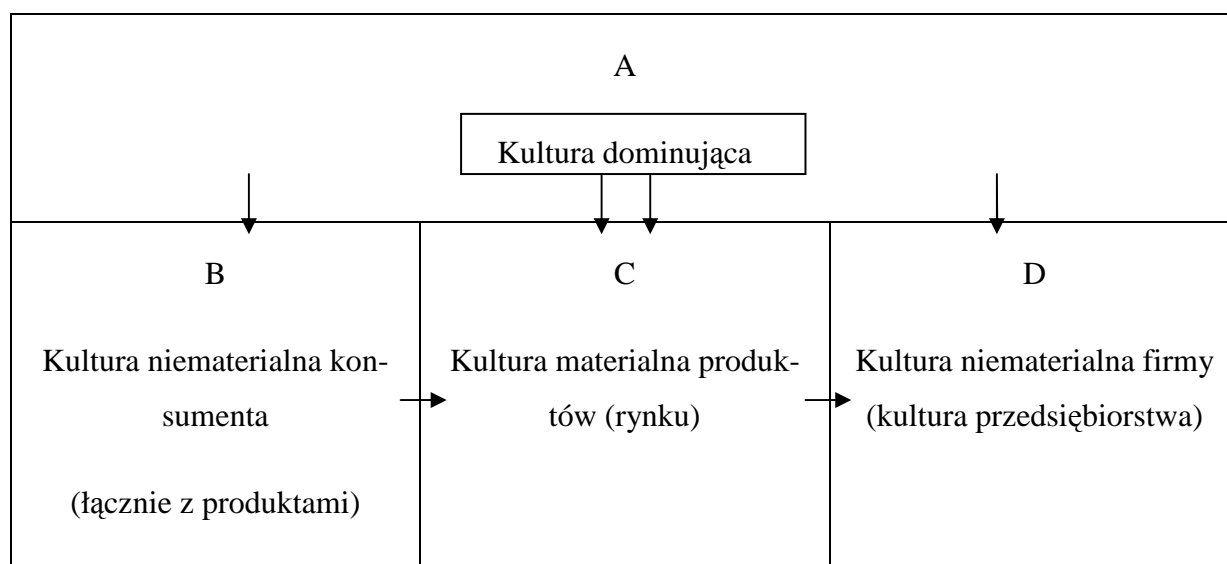 A
Kultura dominująca
B
Kultura niematerialna kon-
sumenta
(łącznie z produktami)
C
Kultura materialna produk-
tów (rynku)
D
Kultura niematerialna firmy
(kultura przedsiębiorstwa)